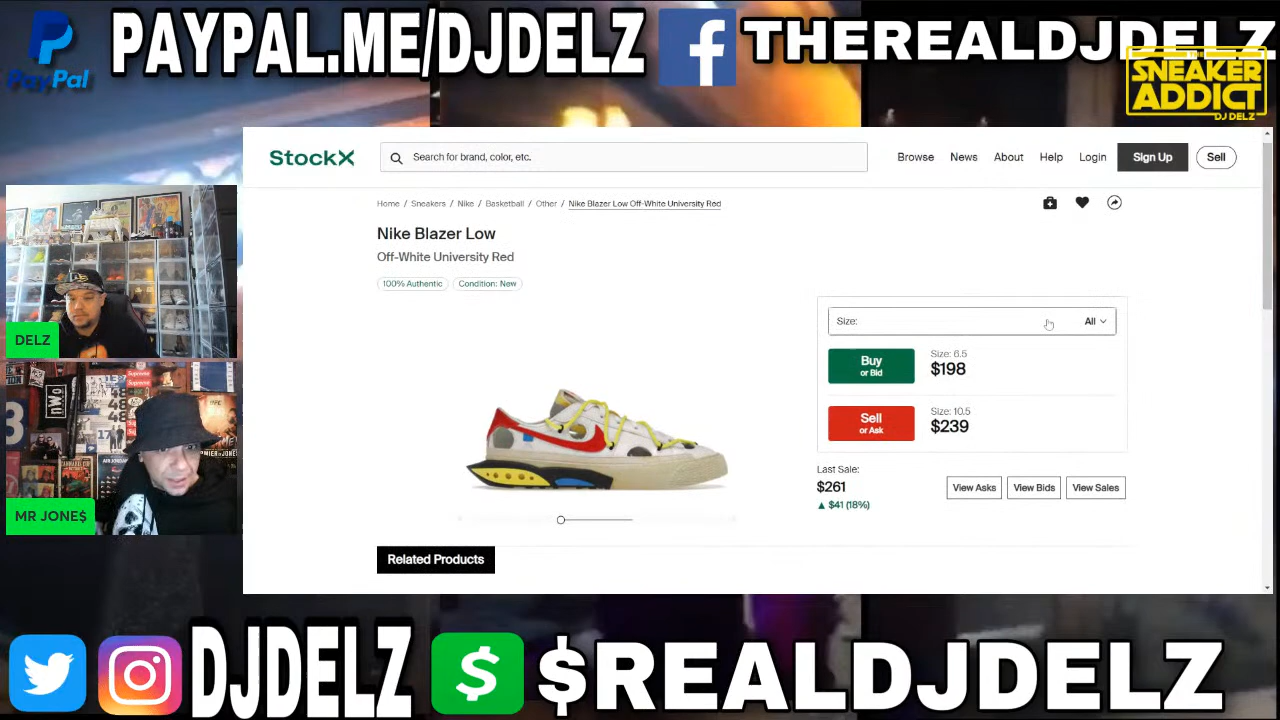 PayPal
PAYPAL.ME/DJDELZ
THEREALDJDELZ
THE
SNEAKER
ADDICT
DJ DELZ
StockX
Search for brand, color, etc.
Browse
News
About
Help
Login
Sign Up
Sell
Home / Sneakers / Nike / Basketball / Other / Nike Blazer Low Off-White University Red
Nike Blazer Low
Off-White University Red
100% Authentic
Condition: New
Size:
All
Buy
or Bid
Size: 6.5
$198
Sell
or Ask
Size: 10.5
$239
Last Sale:
$261
▲ $41 (18%)
View Asks
View Bids
View Sales
Related Products
DELZ
nWo
Supreme
MR JONE$
DJDELZ
$REALDJDELZ